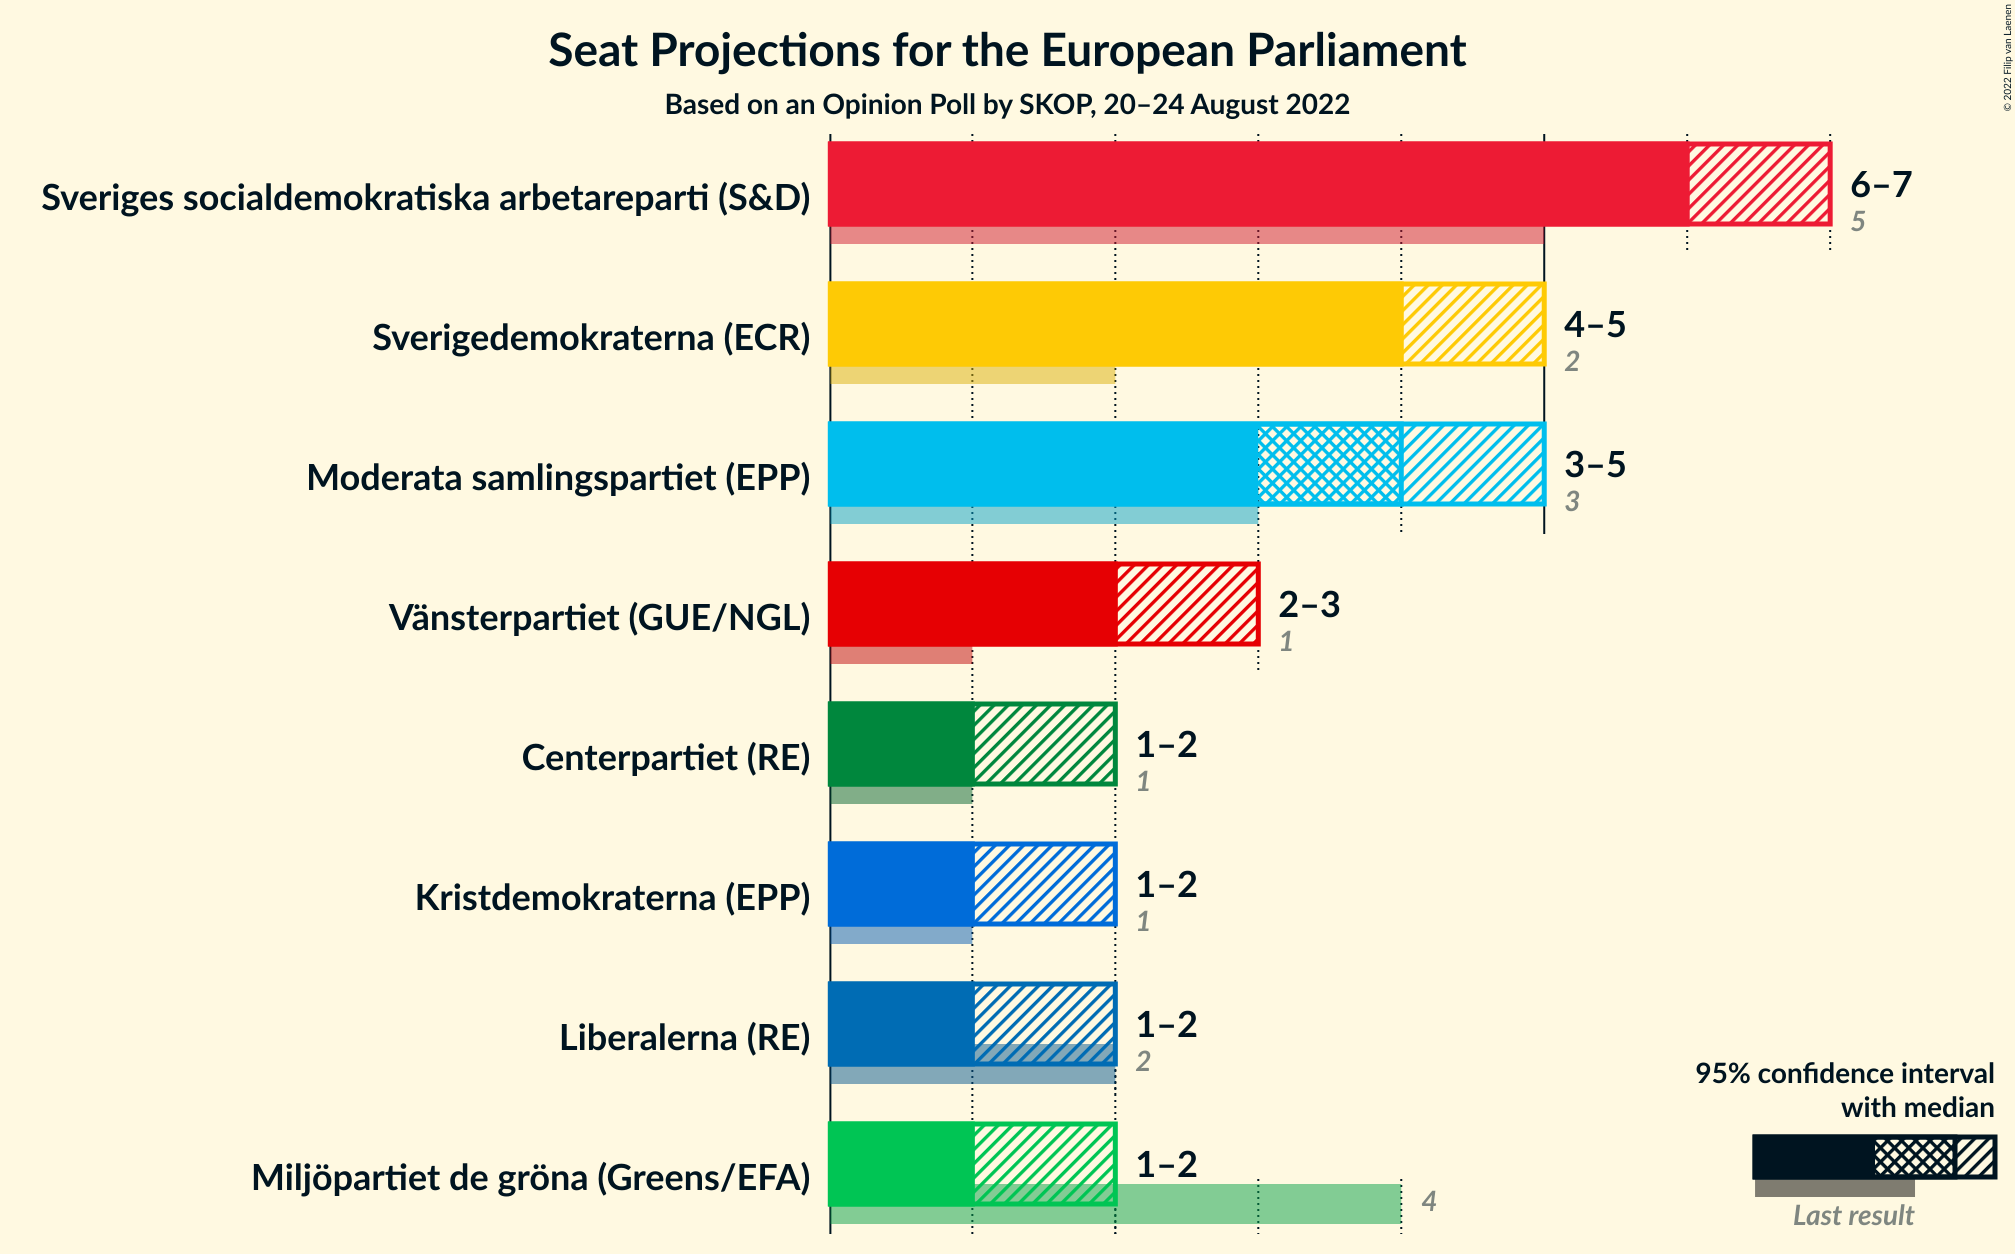 Seat Projections for the European Parliament
Based on an Opinion Poll by SKOP, 20–24 August 2022
© 2022 Filip van Laenen
Sveriges socialdemokratiska arbetareparti (S&D)
6–7
5
Sverigedemokraterna (ECR)
4–5
2
Moderata samlingspartiet (EPP)
3–5
3
Vänsterpartiet (GUE/NGL)
2–3
1
Centerpartiet (RE)
1–2
1
Kristdemokraterna (EPP)
1–2
1
Liberalerna (RE)
1–2
2
Miljöpartiet de gröna (Greens/EFA)
1–2
4
95% confidence interval
with median
Last result